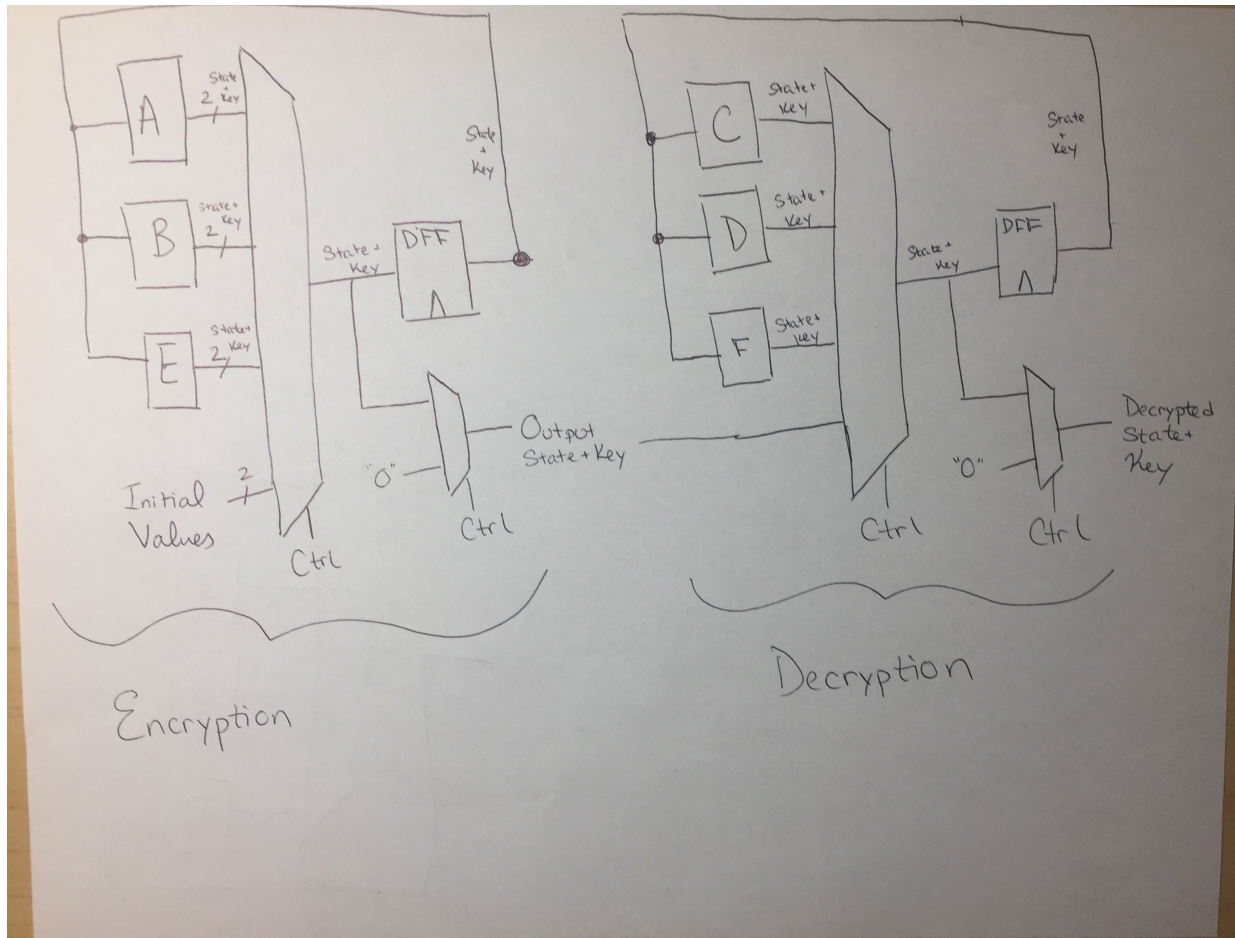 A
State
+
Key
2
B
State+
Key
2
E
State+
Key
2
Initial
Values
2
Ctrl
State+
Key
DFF
State
+
Key
"O"
Ctrl
Output
State+Key
Encryption
C
State+
Key
D
State+
Key
F
State+
Key
Ctrl
State+
Key
DFF
State
+
Key
"O"
Ctrl
Decrypted
State+
Key
Decryption